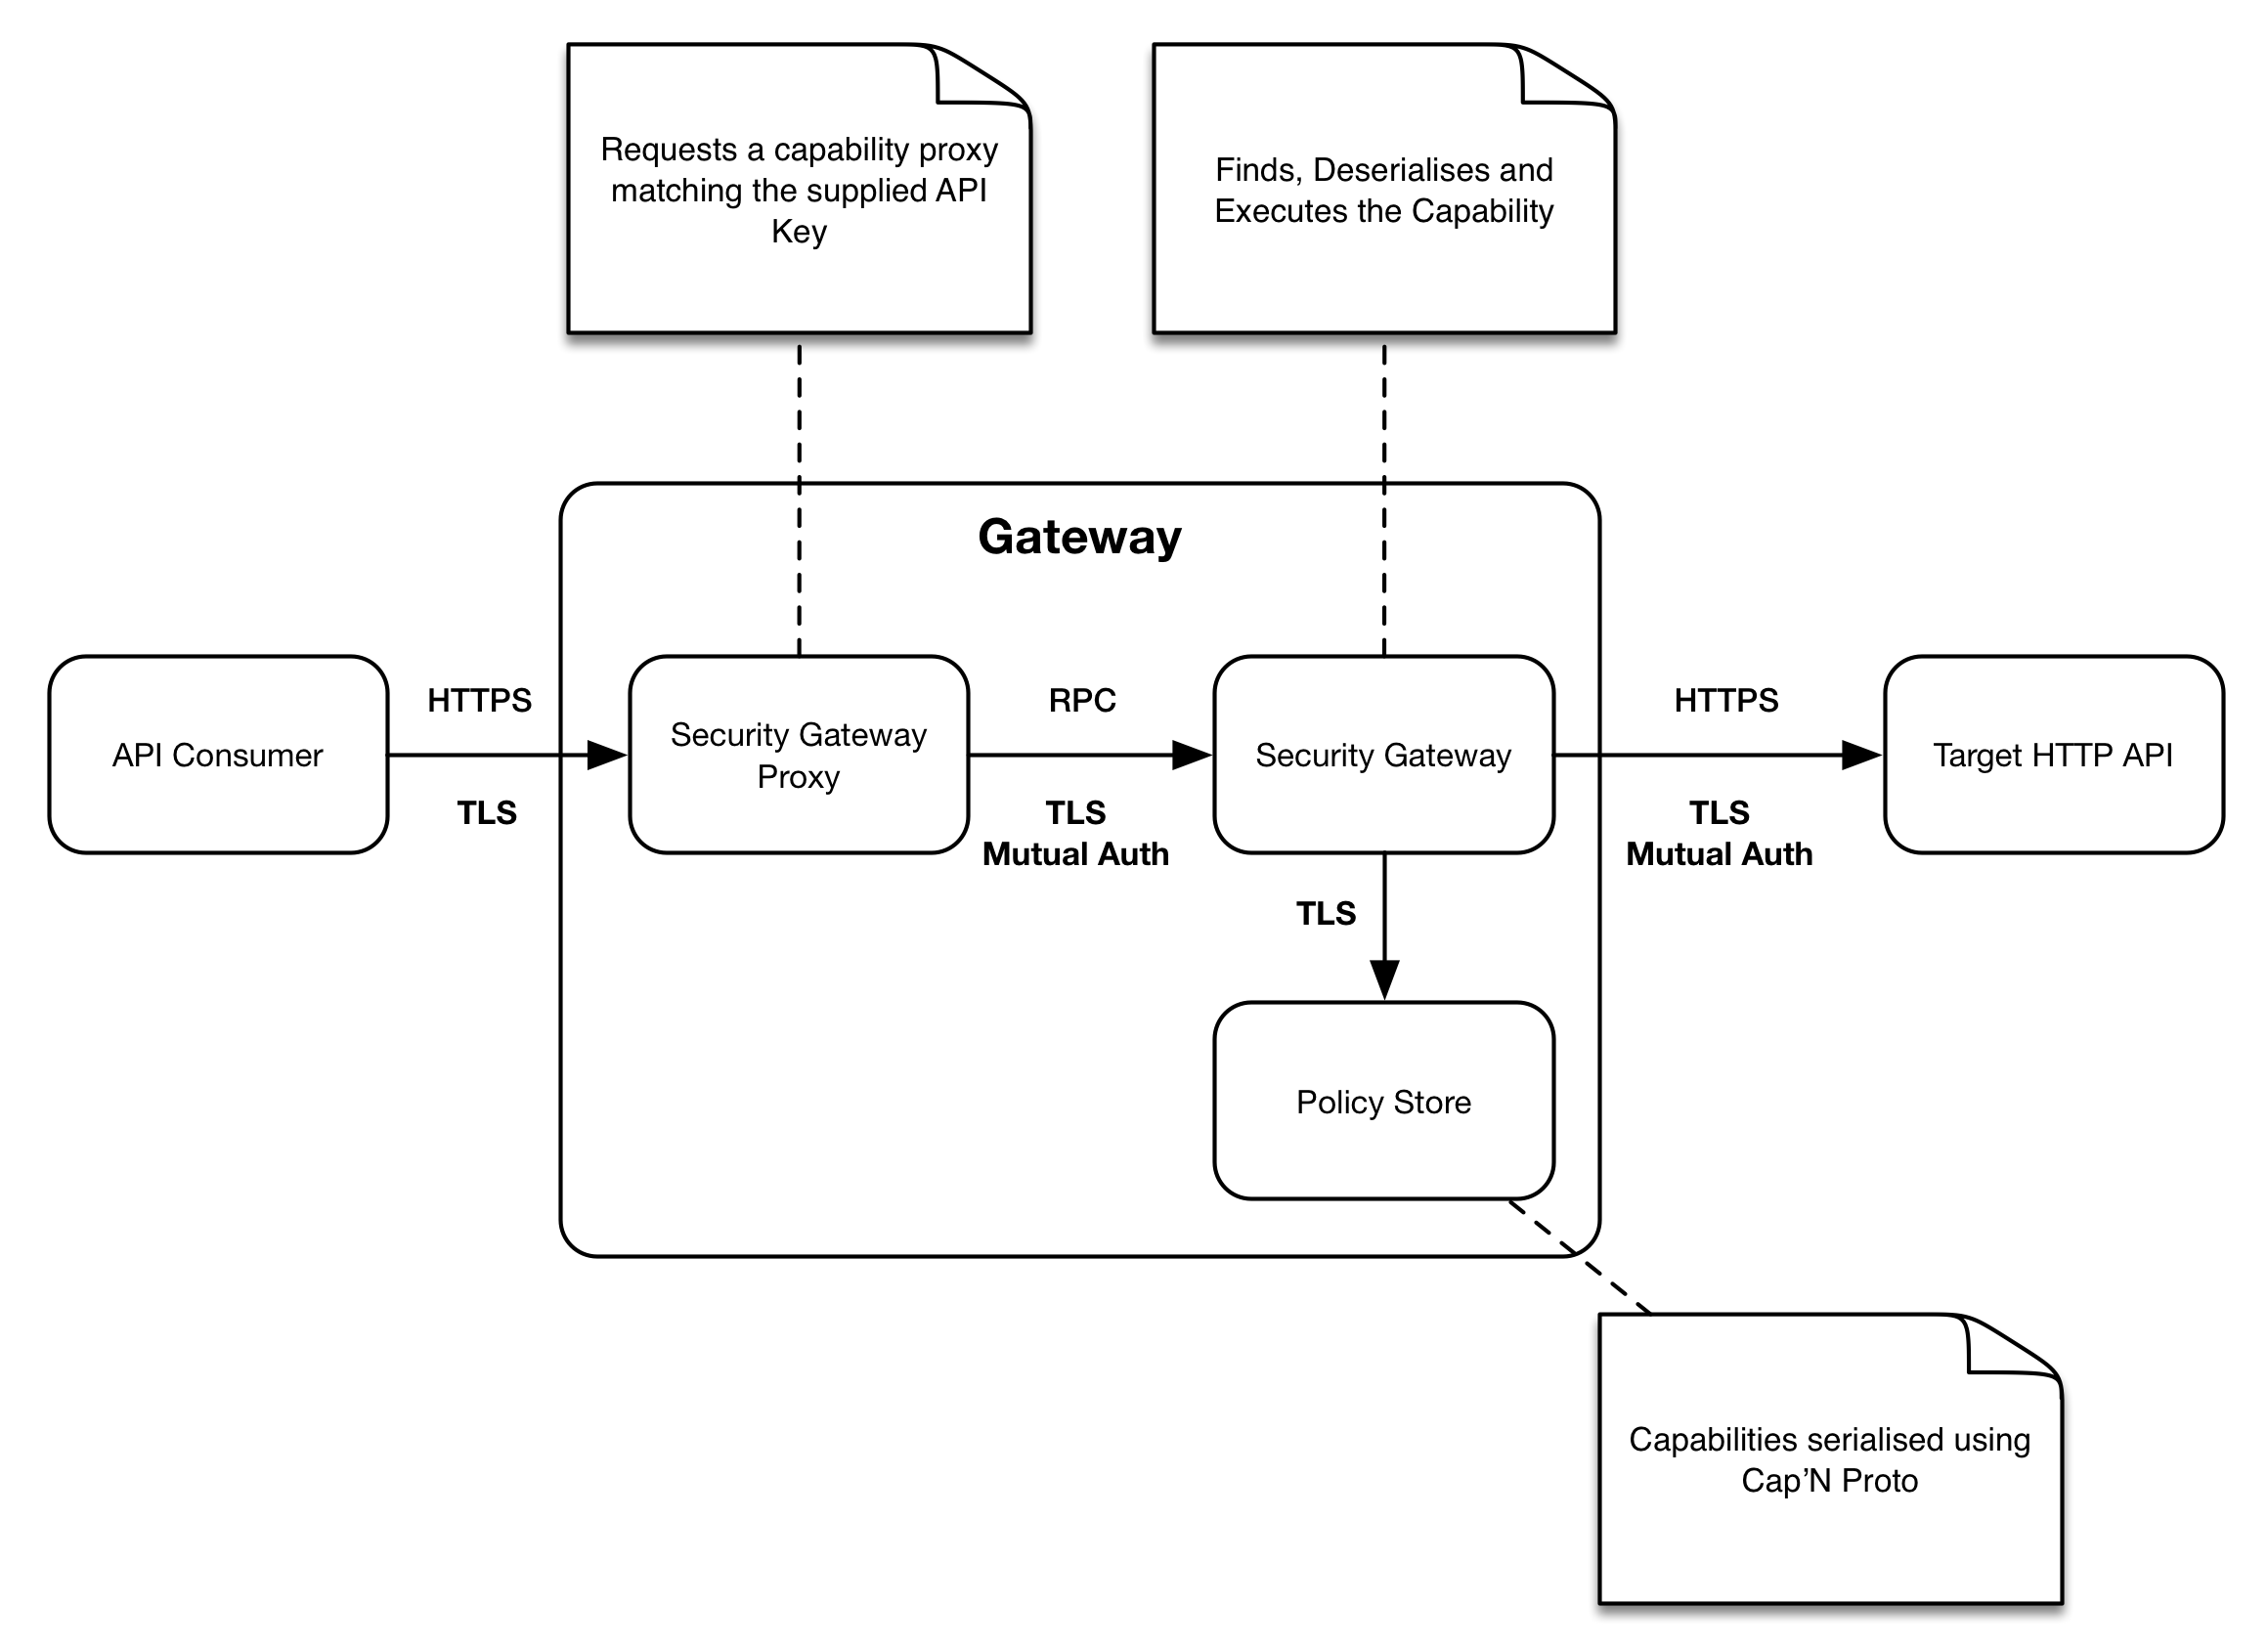 Requests a capability proxy
matching the supplied API
Key
Finds, Deserialises and
Executes the Capability
Gateway
API Consumer
HTTPS
TLS
Security Gateway
Proxy
RPC
TLS
Mutual Auth
Security Gateway
HTTPS
TLS
Mutual Auth
Target HTTP API
TLS
Policy Store
Capabilities serialised using
Cap’N Proto